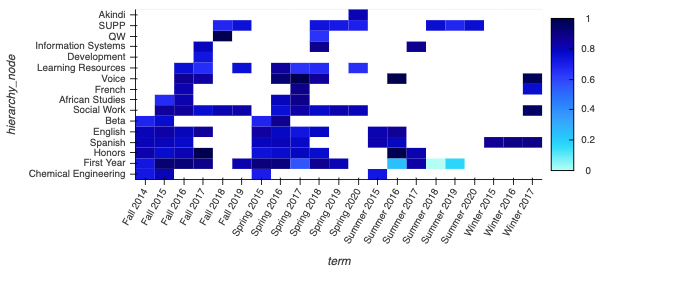 Akindi
SUPP
QW
Information Systems
Development
Learning Resources
Voice
French
African Studies
Social Work
Beta
English
Spanish
Honors
First Year
Chemical Engineering
hierarchy_node
Fall 2014
Fall 2015
Fall 2016
Fall 2017
Fall 2018
Fall 2019
Spring 2015
Spring 2016
Spring 2017
Spring 2018
Spring 2019
Spring 2020
Summer 2015
Summer 2016
Summer 2017
Summer 2018
Summer 2019
Summer 2020
Winter 2015
Winter 2016
Winter 2017
term
1
0.8
0.6
0.4
0.2
0